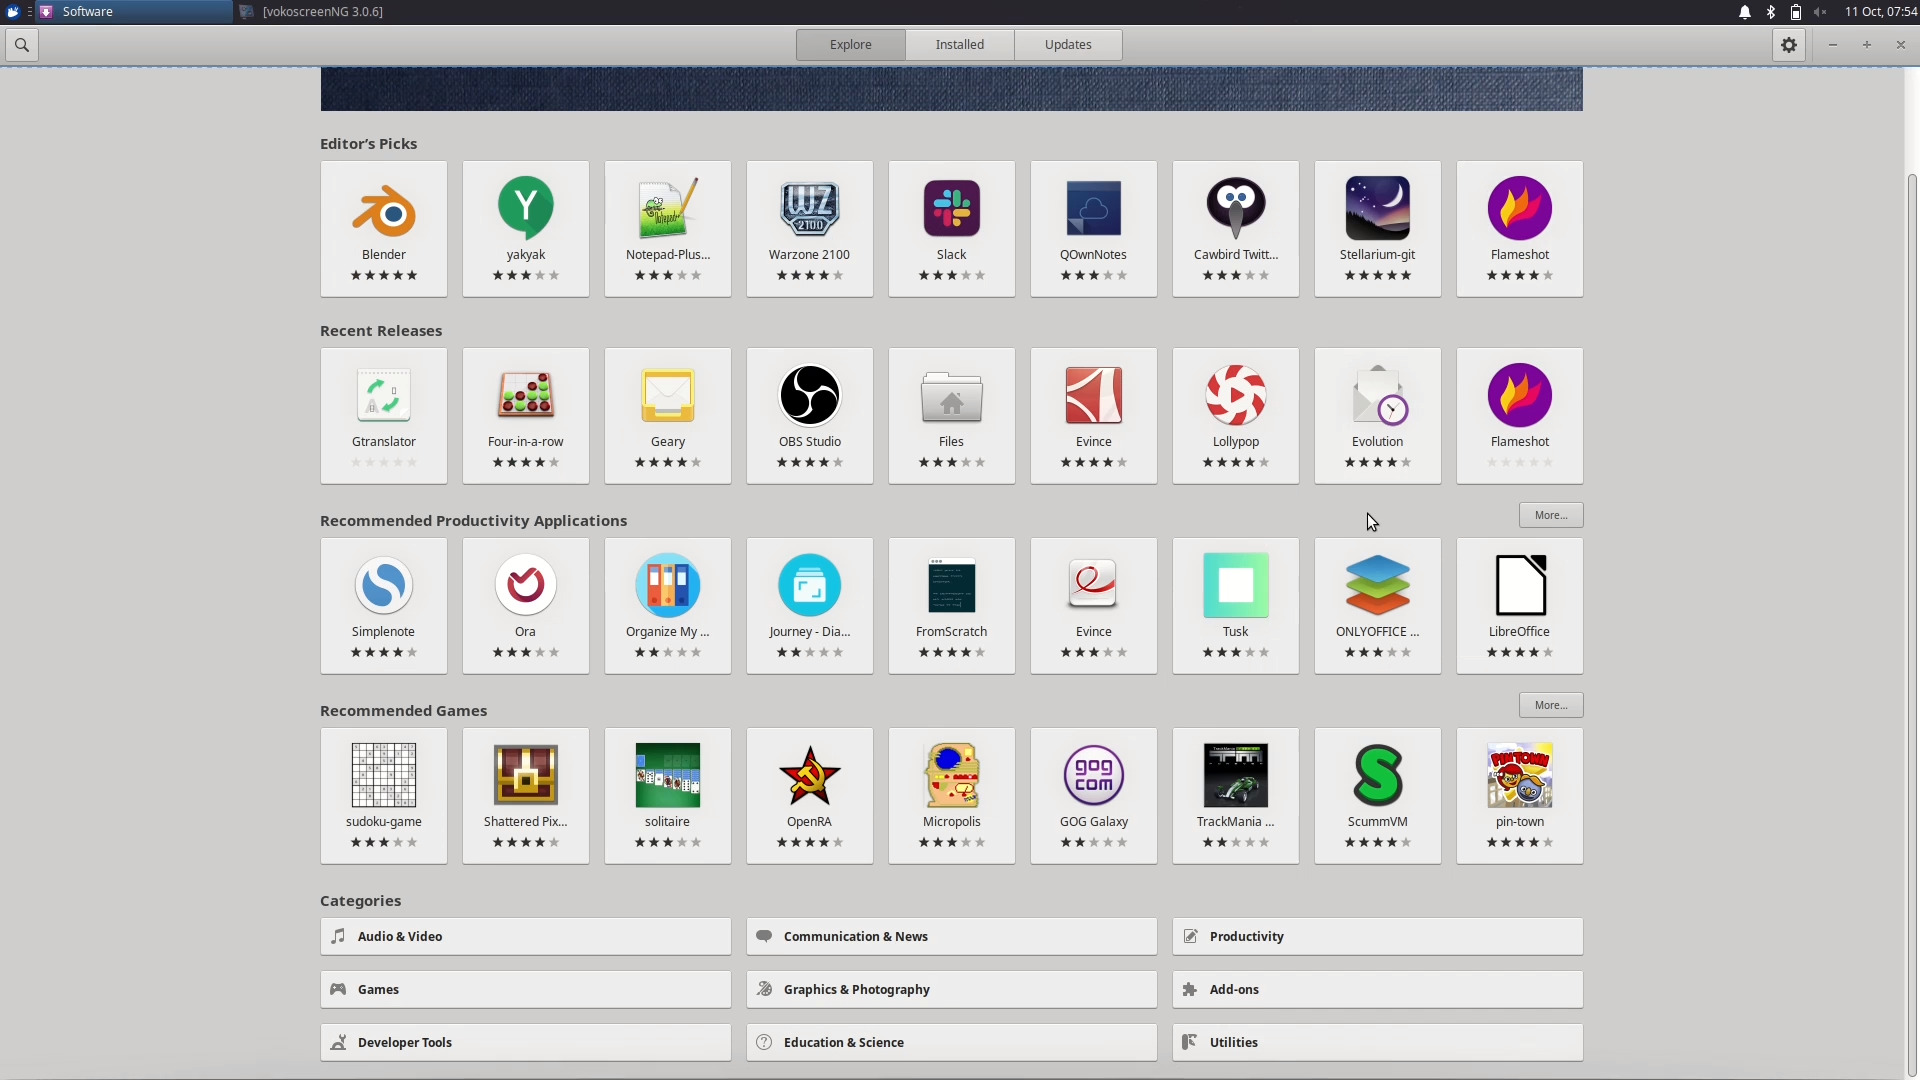 Software [vokoscreenNG 3.0.6] 11 Oct, 07:54
Explore Installed Updates
Editor's Picks
Blender yakyak Notepad-Plus... Warzone 2100 Slack QOwnNotes Cawbird Twitt... Stellarium-git Flameshot
Recent Releases
Gtranslator Four-in-a-row Geary OBS Studio Files Evince Lollypop Evolution Flameshot
Recommended Productivity Applications More...
Simplenote Ora Organize My ... Journey - Dia... FromScratch Evince Tusk ONLYOFFICE ... LibreOffice
Recommended Games More...
sudoku-game Shattered Pix... solitaire OpenRA Micropolis GOG Galaxy TrackMania ... ScummVM pin-town
Categories
Audio & Video Communication & News Productivity
Games Graphics & Photography Add-ons
Developer Tools Education & Science Utilities